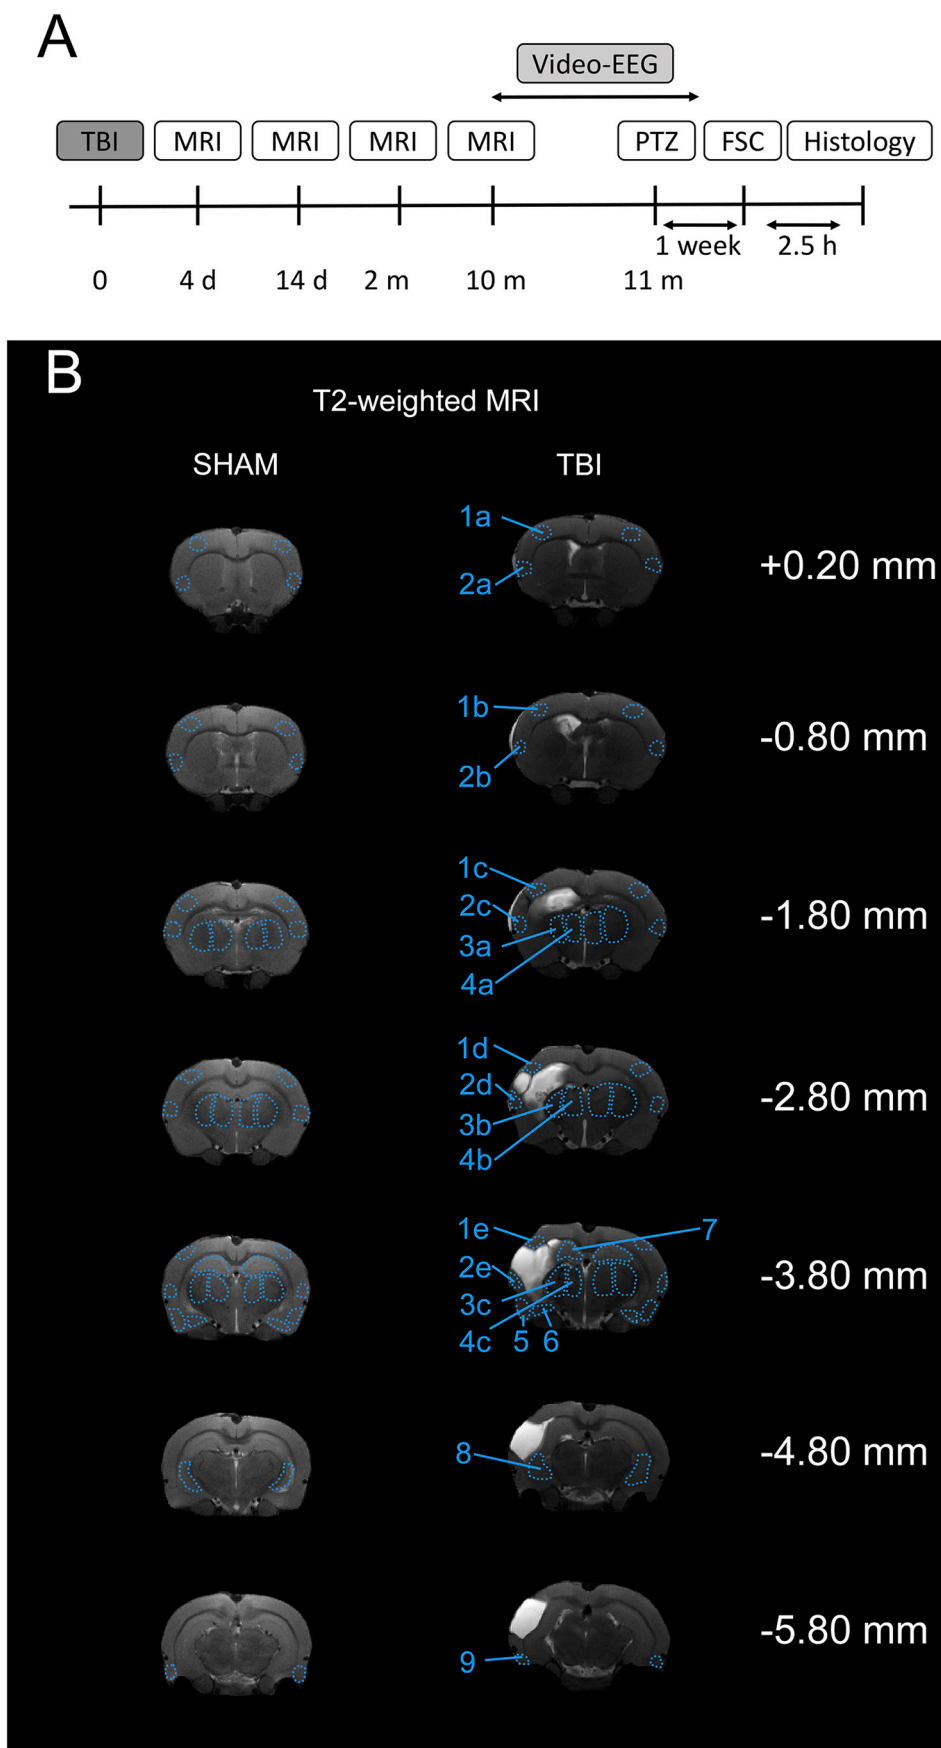 A
Video-EEG
TBI MRI MRI MRI MRI PTZ FSC Histology
1 week 2.5 h
0 4 d 14 d 2 m 10 m 11 m
B
T2-weighted MRI
SHAM TBI
1a
+0.20 mm
2a
1b
-0.80 mm
2b
1c
2c
-1.80 mm
3a
4a
1d
2d
-2.80 mm
3b
4b
1e 7
2e
-3.80 mm
3c
4c 5 6
8 -4.80 mm
-5.80 mm
9